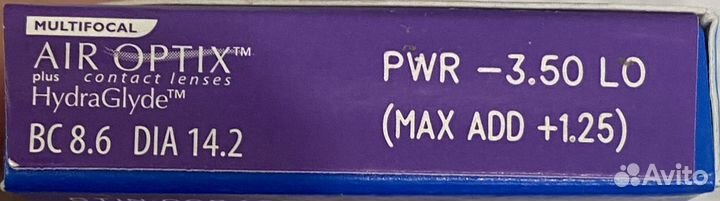 MULTIFOCAL
AIR OPTIX™
plus contact lenses
HydraGlyde™
BC 8.6 DIA 14.2
PWR -3.50 LO
(MAX ADD +1.25)
Avito